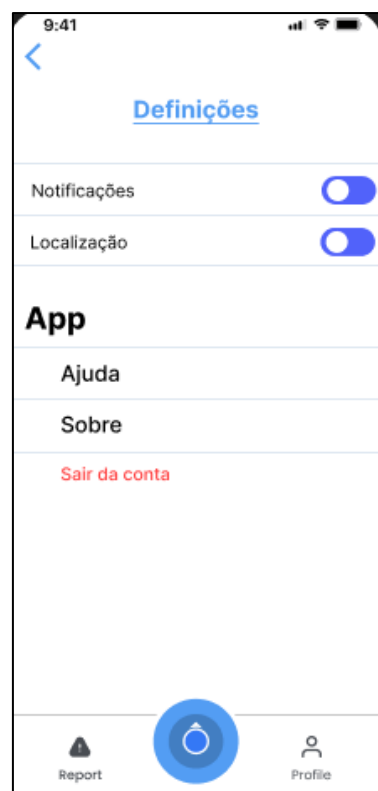 9:41
Definições
Notificações
Localização
App
Ajuda
Sobre
Sair da conta
Report
Profile